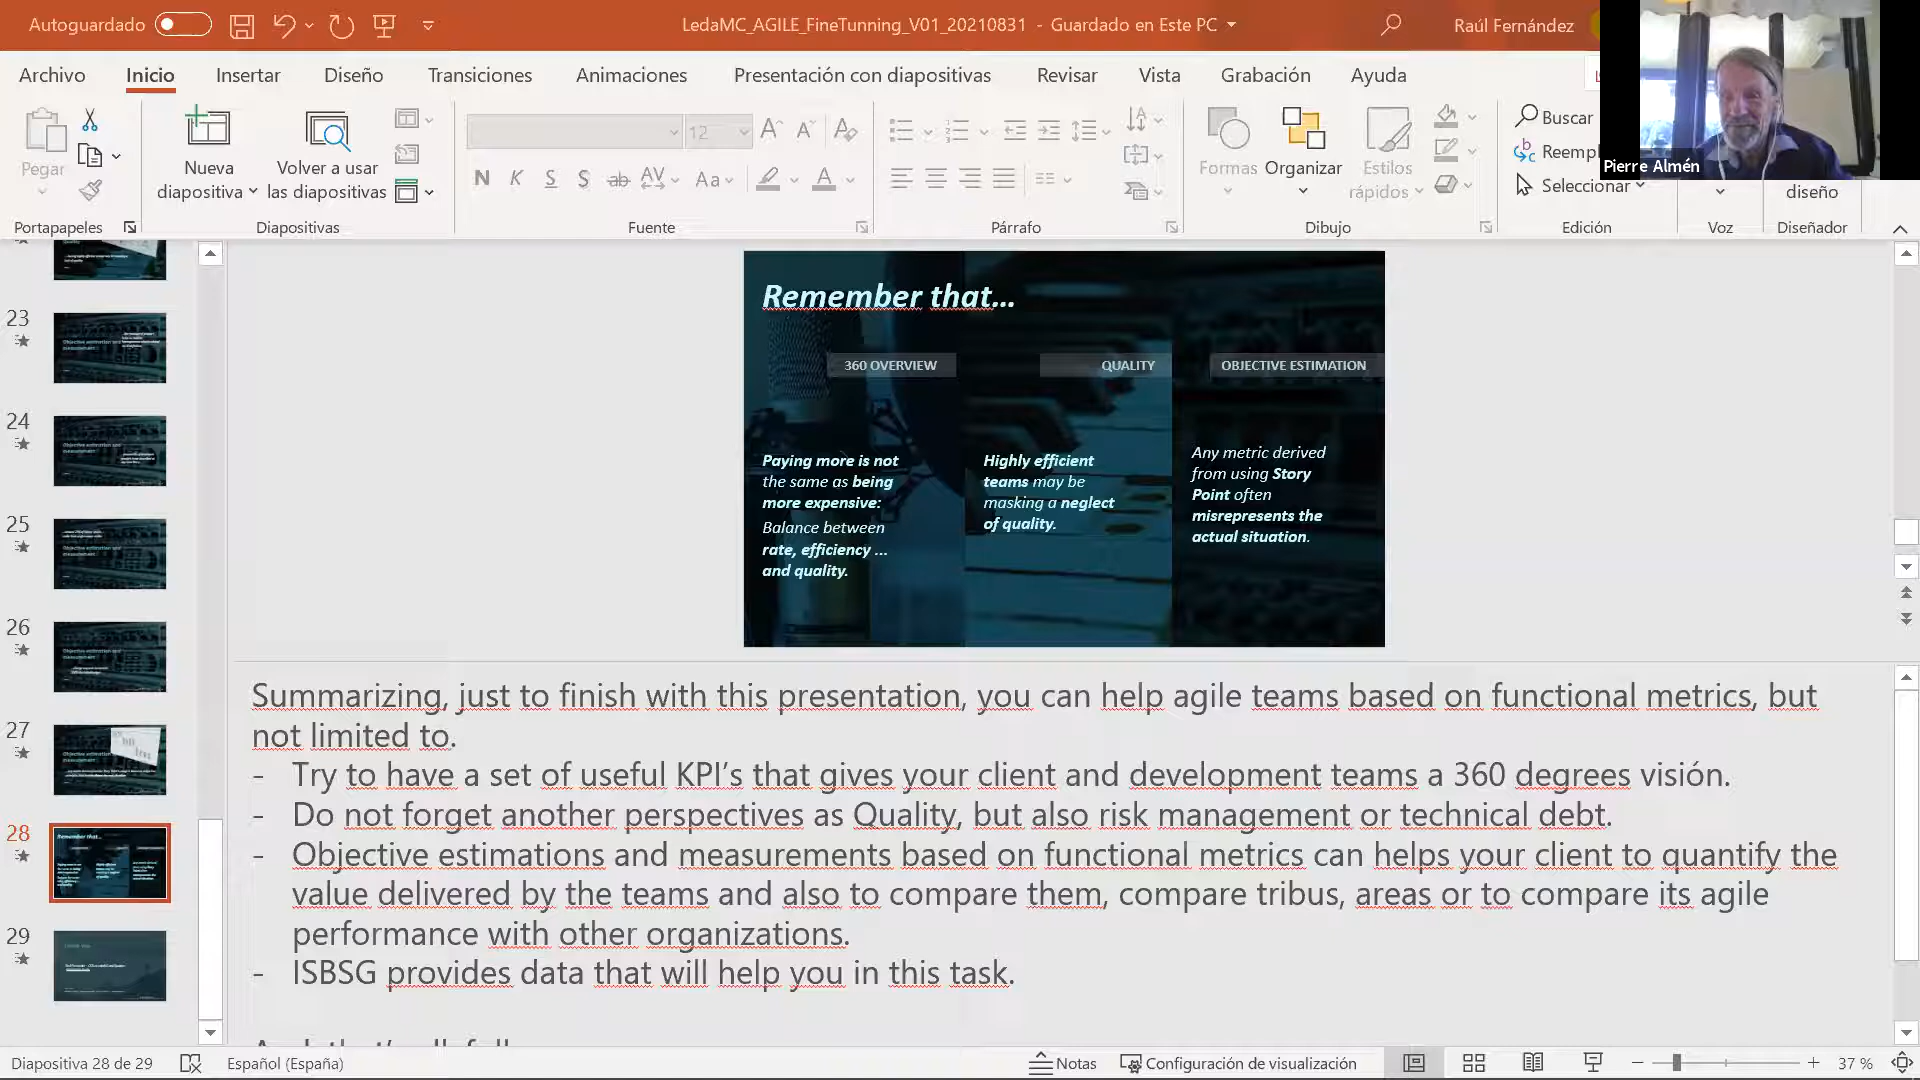 Autoguardado
LedaMC_AGILE_FineTunning_V01_20210831 - Guardado en Este PC
Raúl Fernández
Archivo Inicio Insertar Diseño Transiciones Animaciones Presentación con diapositivas Revisar Vista Grabación Ayuda
Pegar
Nueva
diapositiva
Volver a usar
las diapositivas
12
N K S S ab AV Aa A
Formas
Organizar
Estilos
rápidos
Buscar
Reempl
Seleccionar
diseño
Pierre Almén
Portapapeles Diapositivas Fuente Párrafo Dibujo Edición Voz Diseñador
23
24
25
26
27
28
29
Remember that...
360 OVERVIEW
Paying more is not
the same as being
more expensive:
Balance between
rate, efficiency ...
and quality.
QUALITY
Highly efficient
teams may be
masking a neglect
of quality.
OBJECTIVE ESTIMATION
Any metric derived
from using Story
Point often
misrepresents the
actual situation.
Summarizing, just to finish with this presentation, you can help agile teams based on functional metrics, but
not limited to.
- Try to have a set of useful KPI's that gives your client and development teams a 360 degrees visión.
- Do not forget another perspectives as Quality, but also risk management or technical debt.
- Objective estimations and measurements based on functional metrics can helps your client to quantify the
value delivered by the teams and also to compare them, compare tribus, areas or to compare its agile
performance with other organizations.
- ISBSG provides data that will help you in this task.
Diapositiva 28 de 29
Español (España)
Notas
Configuración de visualización
37 %